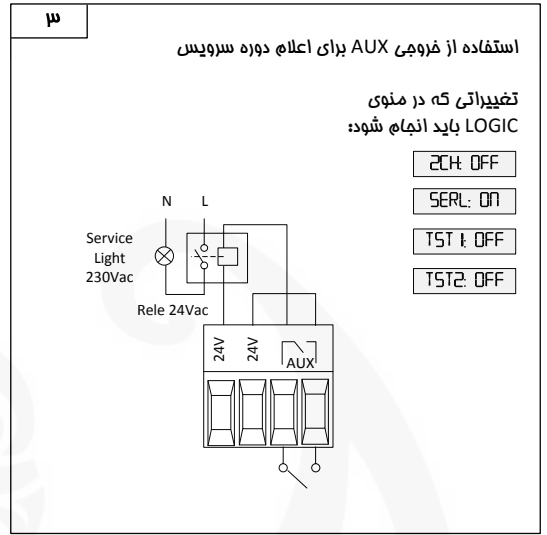 ۳
استفاده از خروجی AUX برای اعلام دوره سرویس
تغییراتی که در منوی
LOGIC باید انجام شود:
2CH: OFF
SERL: ON
TST1: OFF
TST2: OFF
N L
Service
Light
230Vac
Rele 24Vac
24V 24V AUX